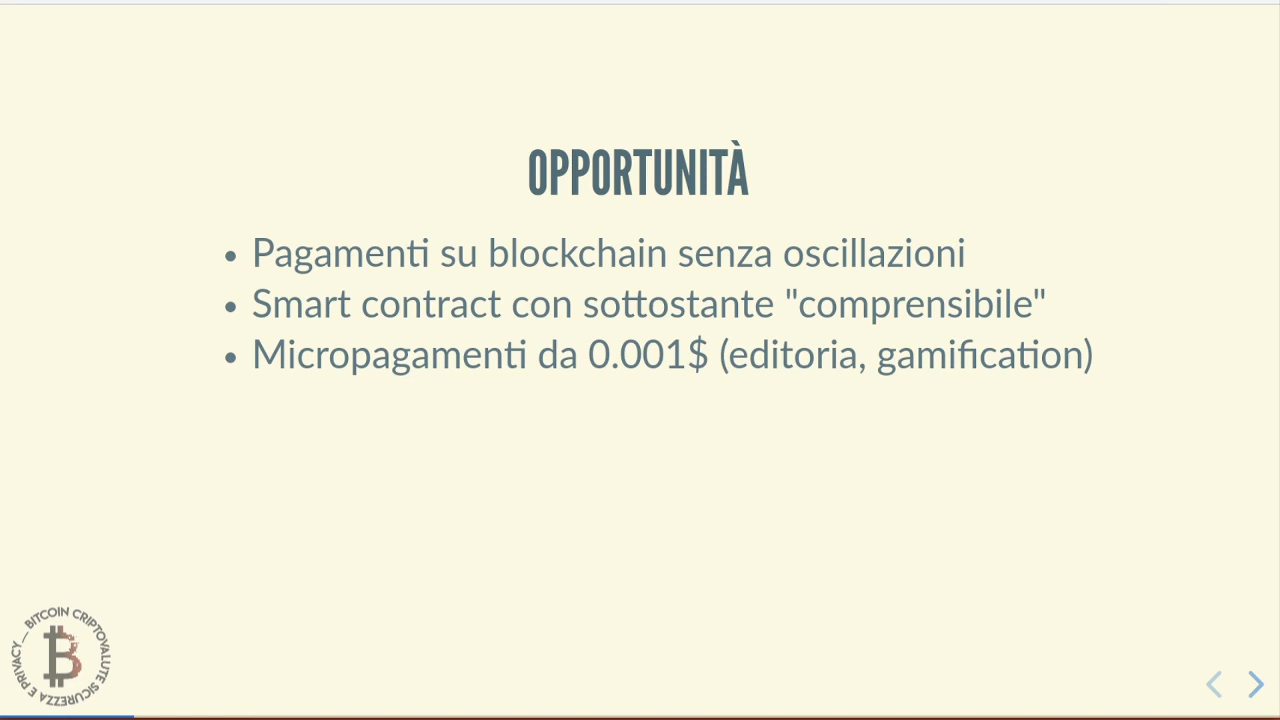 OPPORTUNITÀ
Pagamenti su blockchain senza oscillazioni
Smart contract con sottostante "comprensibile"
Micropagamenti da 0.001$ (editoria, gamification)
BITCOIN CRIPTOVALUTE SICUREZZA E PRIVACY —